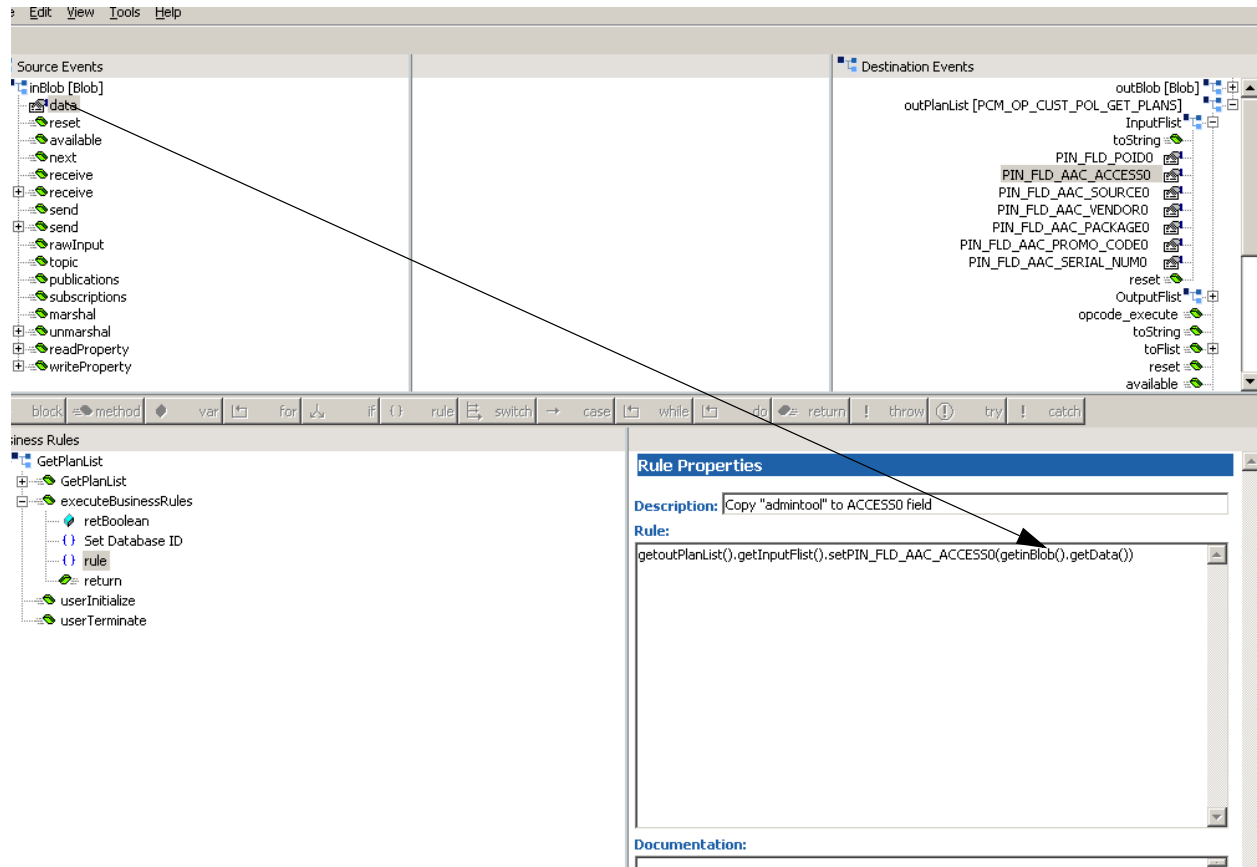 Edit View Tools Help
Source Events
inBlob [Blob]
data
reset
available
next
receive
receive
send
send
rawInput
topic
publications
subscriptions
marshal
unmarshal
readProperty
writeProperty
Destination Events
outBlob [Blob]
outPlanList [PCM_OP_CUST_POL_GET_PLANS]
InputFlist
toString
PIN_FLD_POID0
PIN_FLD_AAC_ACCESS0
PIN_FLD_AAC_SOURCE0
PIN_FLD_AAC_VENDOR0
PIN_FLD_AAC_PACKAGE0
PIN_FLD_AAC_PROMO_CODE0
PIN_FLD_AAC_SERIAL_NUM0
reset
OutputFlist
opcode_execute
toString
toFlist
reset
available
block method var for if {} rule switch case while do return ! throw try ! catch
siness Rules
GetPlanList
GetPlanList
executeBusinessRules
retBoolean
{} Set Database ID
{} rule
return
userInitialize
userTerminate
Rule Properties
Description: Copy "admintool" to ACCESS0 field
Rule:
getoutPlanList().getInputFlist().setPIN_FLD_AAC_ACCESS0(getinBlob().getData())
Documentation: